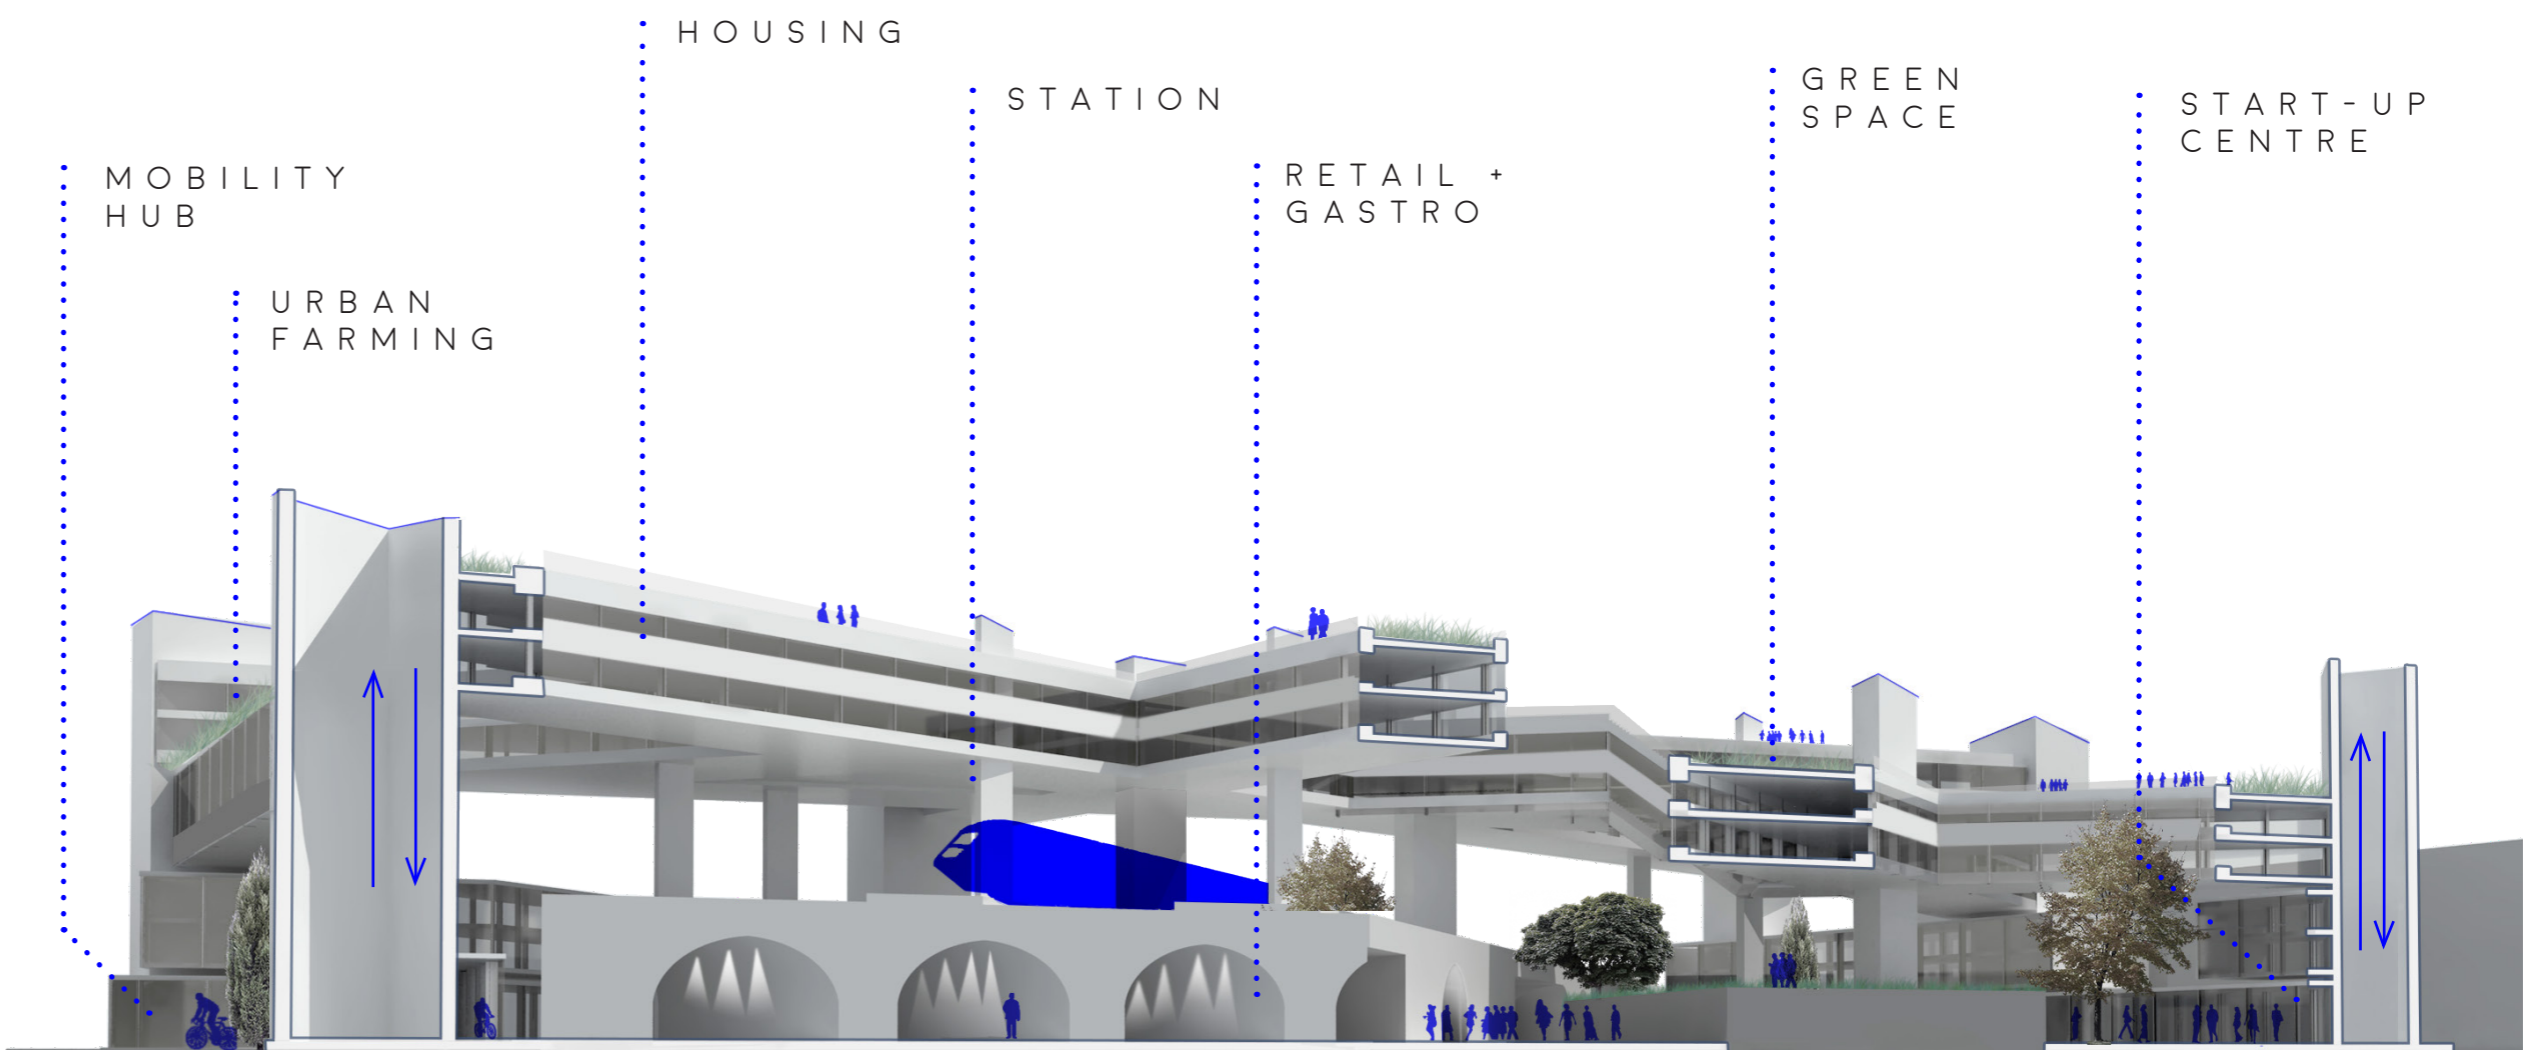 HOUSING
STATION
GREEN
SPACE
START-UP
CENTRE
MOBILITY
HUB
RETAIL +
GASTRO
URBAN
FARMING